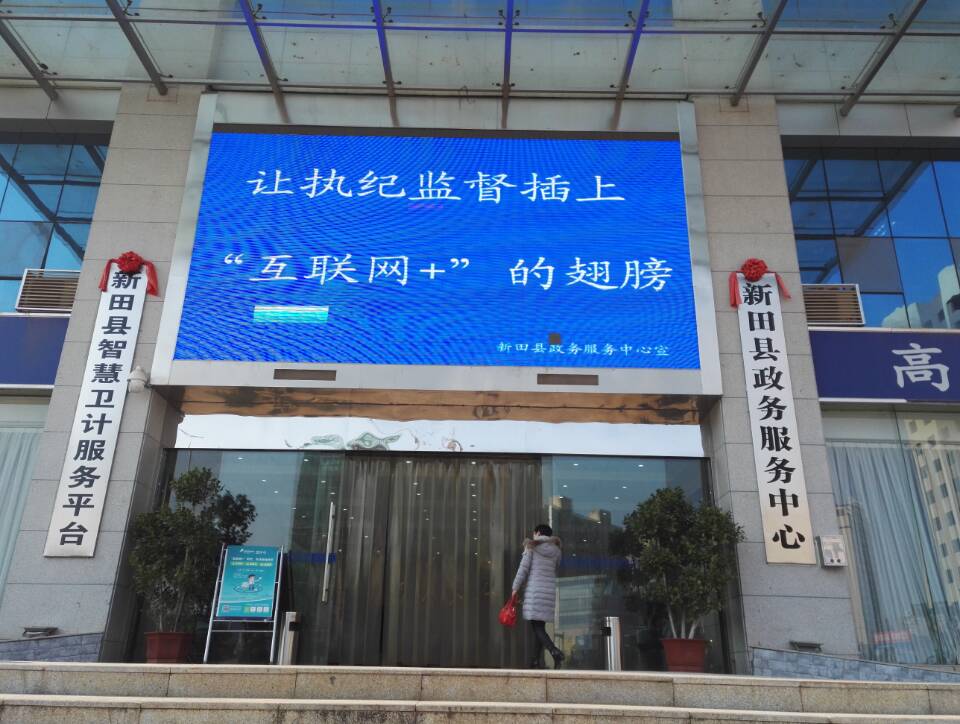 让执纪监督插上
“互联网+”的翅膀
新田县政务服务中心宣
新田县智慧卫计服务平台
新田县政务服务中心
高